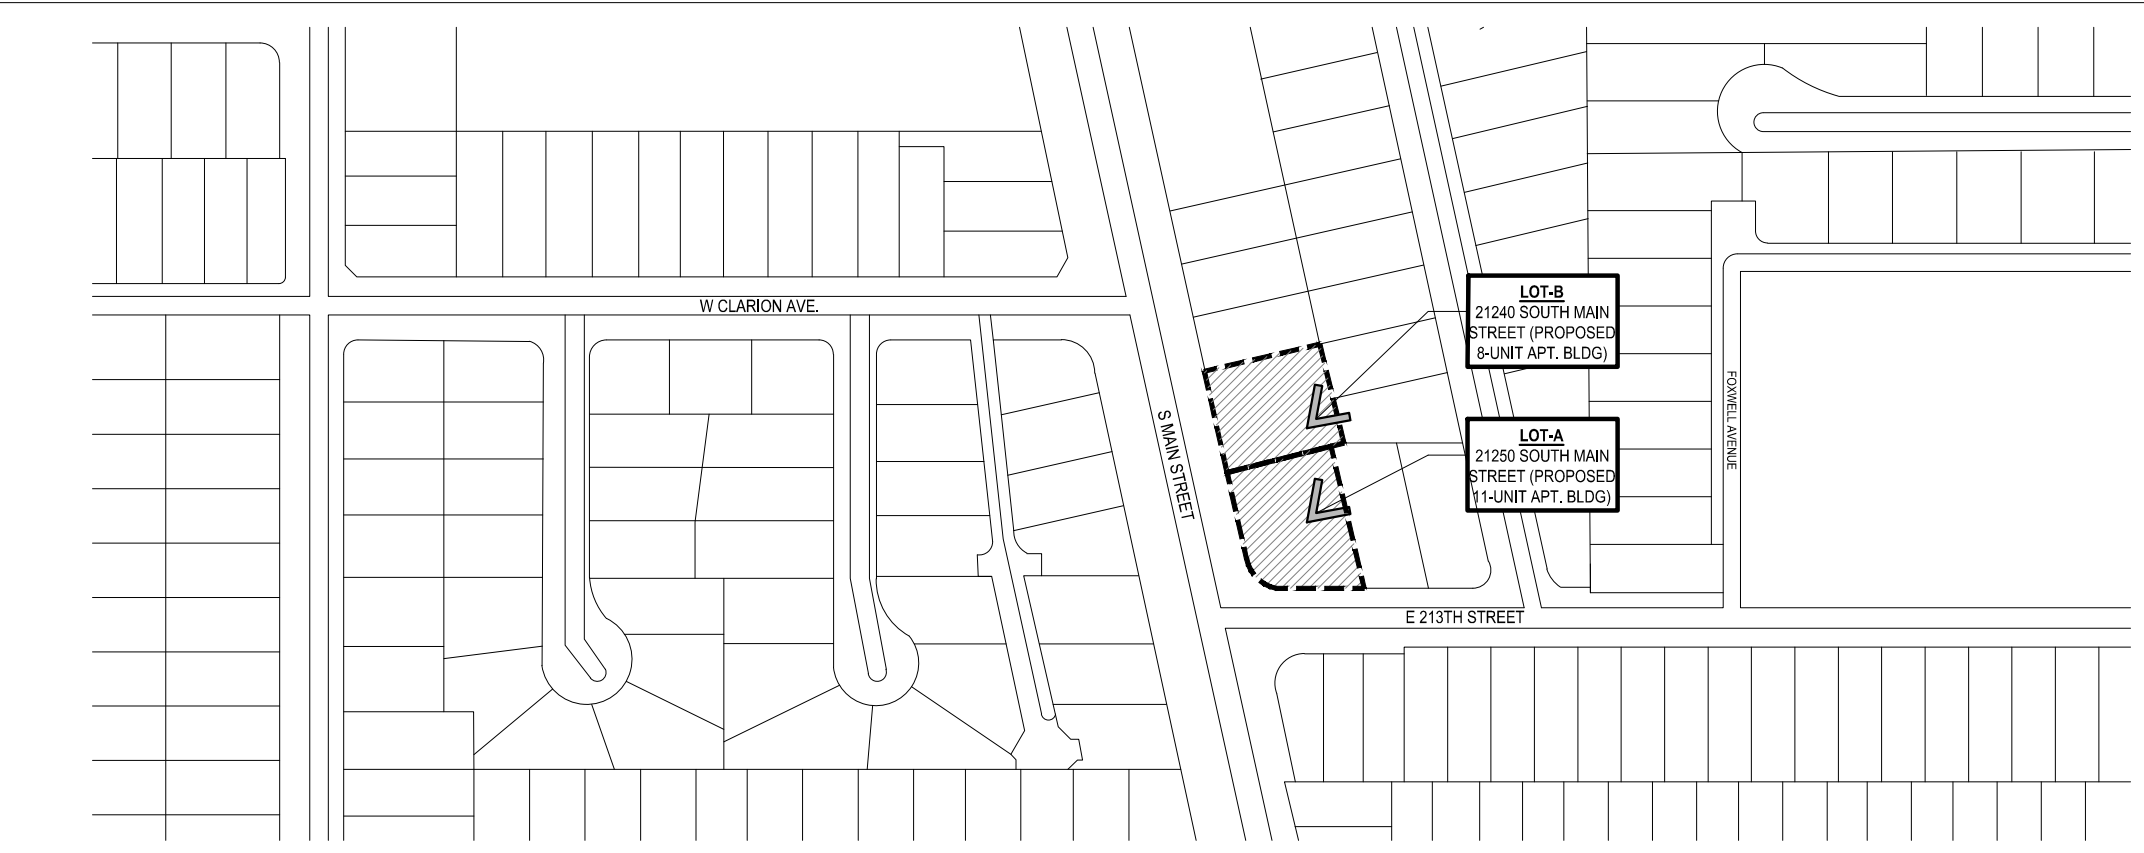 W CLARION AVE.
LOT-B
21240 SOUTH MAIN
STREET (PROPOSED
8-UNIT APT. BLDG)
FOXWELL AVENUE
S MAIN STREET
LOT-A
21250 SOUTH MAIN
STREET (PROPOSED
11-UNIT APT. BLDG)
E 213TH STREET